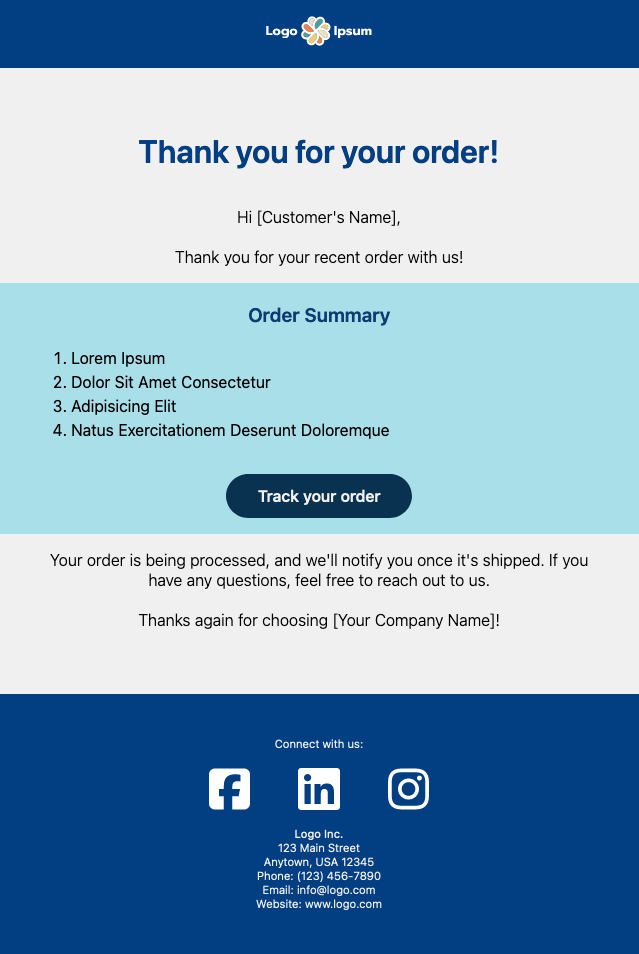 Logo Ipsum
Thank you for your order!
Hi [Customer's Name],
Thank you for your recent order with us!
Order Summary
1. Lorem Ipsum
2. Dolor Sit Amet Consectetur
3. Adipisicing Elit
4. Natus Exercitationem Deserunt Doloremque
Track your order
Your order is being processed, and we'll notify you once it's shipped. If you
have any questions, feel free to reach out to us.
Thanks again for choosing [Your Company Name]!
Connect with us:
Logo Inc.
123 Main Street
Anytown, USA 12345
Phone: (123) 456-7890
Email: info@logo.com
Website: www.logo.com